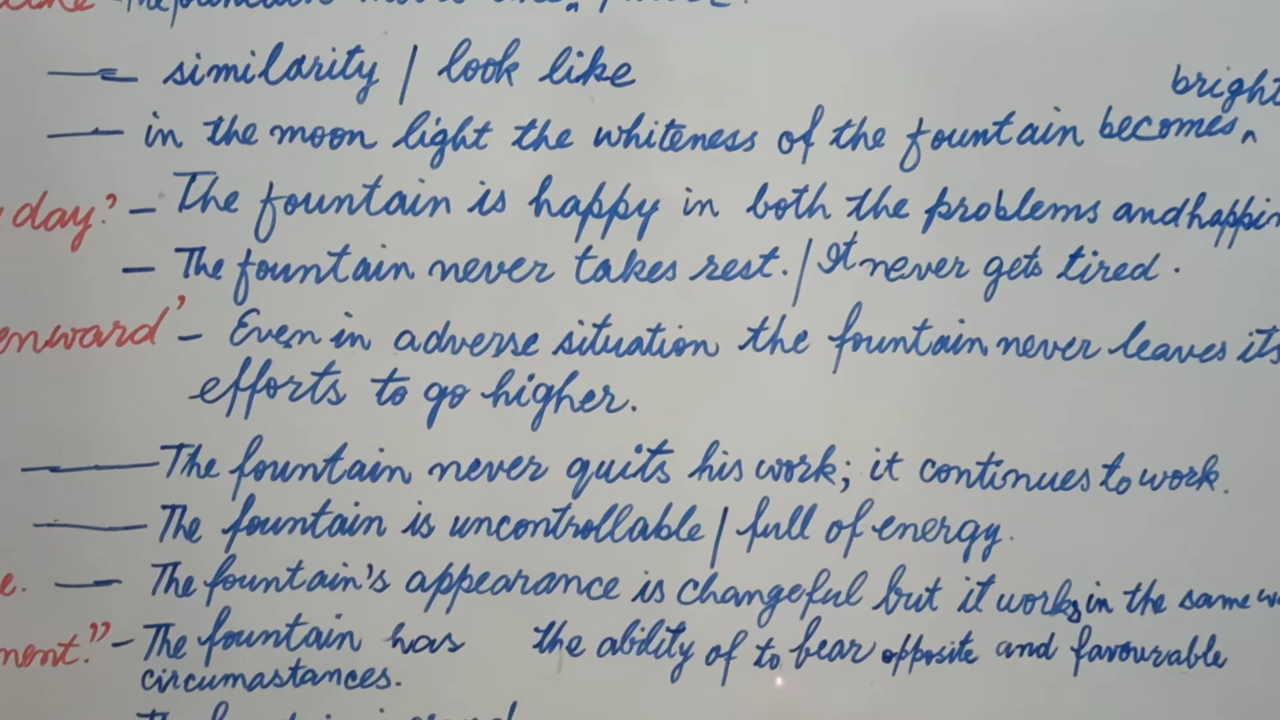 similarity / look like
bright
in the moon light the whiteness of the fountain becomes ^
day?' – The fountain is happy in both the problems and happin
– The fountain never takes rest. / It never gets tired.
enward' – Even in adverse situation the fountain never leaves its
efforts to go higher.
The fountain never quits his work; it continues to work.
The fountain is uncontrollable / full of energy.
e. — The fountain's appearance is changeful but it works in the same w
ment." – The fountain has the ability of to bear opposite and favourable
circumastances.